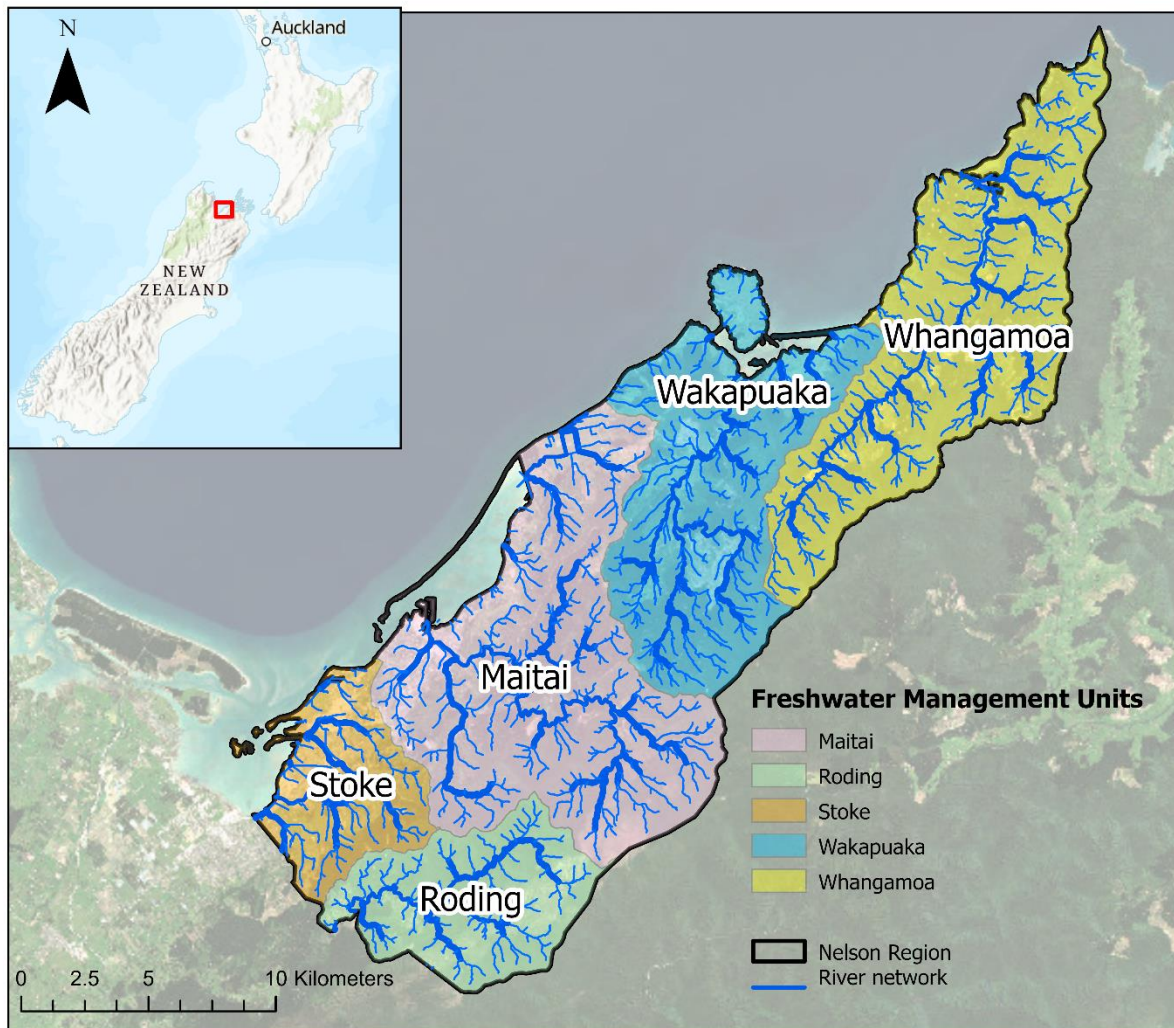 N
Auckland
NEW
ZEALAND
Whangamoa
Wakapuaka
Maitai
Stoke
Roding
Freshwater Management Units
Maitai
Roding
Stoke
Wakapuaka
Whangamoa
Nelson Region
River network
0 2.5 5 10 Kilometers